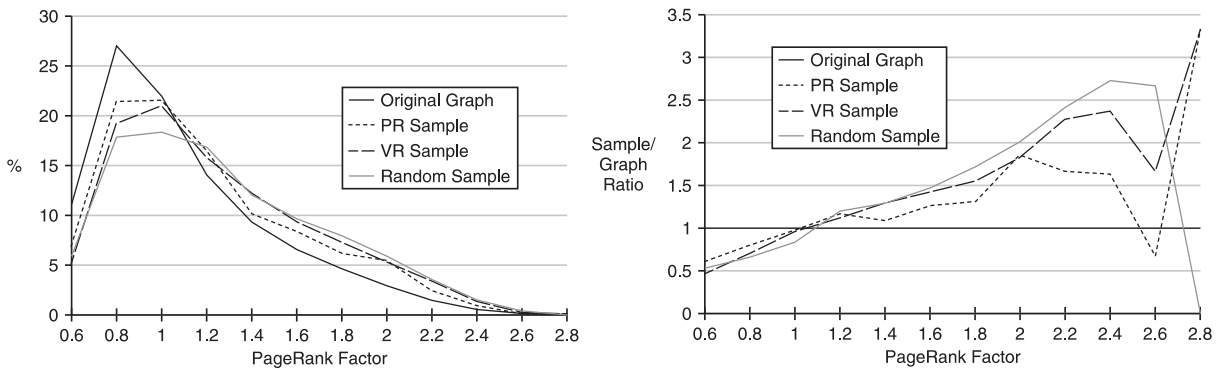 30
25
20
15
10
5
0
%
Original Graph
PR Sample
VR Sample
Random Sample
0.6 0.8 1 1.2 1.4 1.6 1.8 2 2.2 2.4 2.6 2.8
PageRank Factor
3.5
3
2.5
2
1.5
1
0.5
0
Sample/
Graph
Ratio
Original Graph
PR Sample
VR Sample
Random Sample
0.6 0.8 1 1.2 1.4 1.6 1.8 2 2.2 2.4 2.6 2.8
PageRank Factor